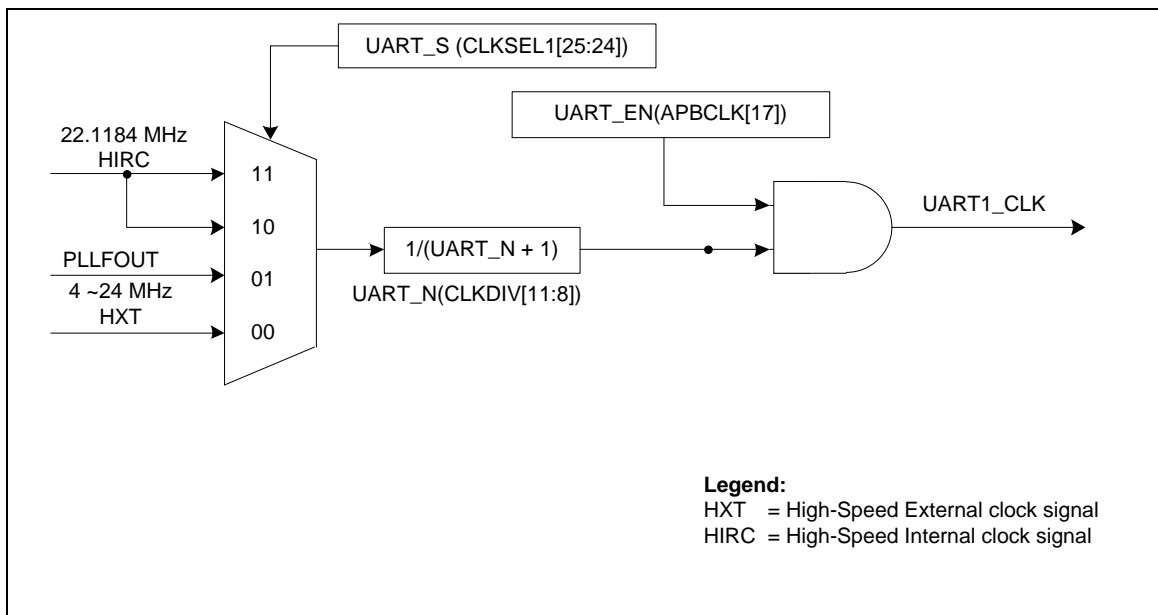 UART_S (CLKSEL1[25:24])
UART_EN(APBCLK[17])
22.1184 MHz
HIRC
11
10
PLLFOUT
01
4 ~24 MHz
HXT
00
1/(UART_N + 1)
UART_N(CLKDIV[11:8])
UART1_CLK
Legend:
HXT = High-Speed External clock signal
HIRC = High-Speed Internal clock signal